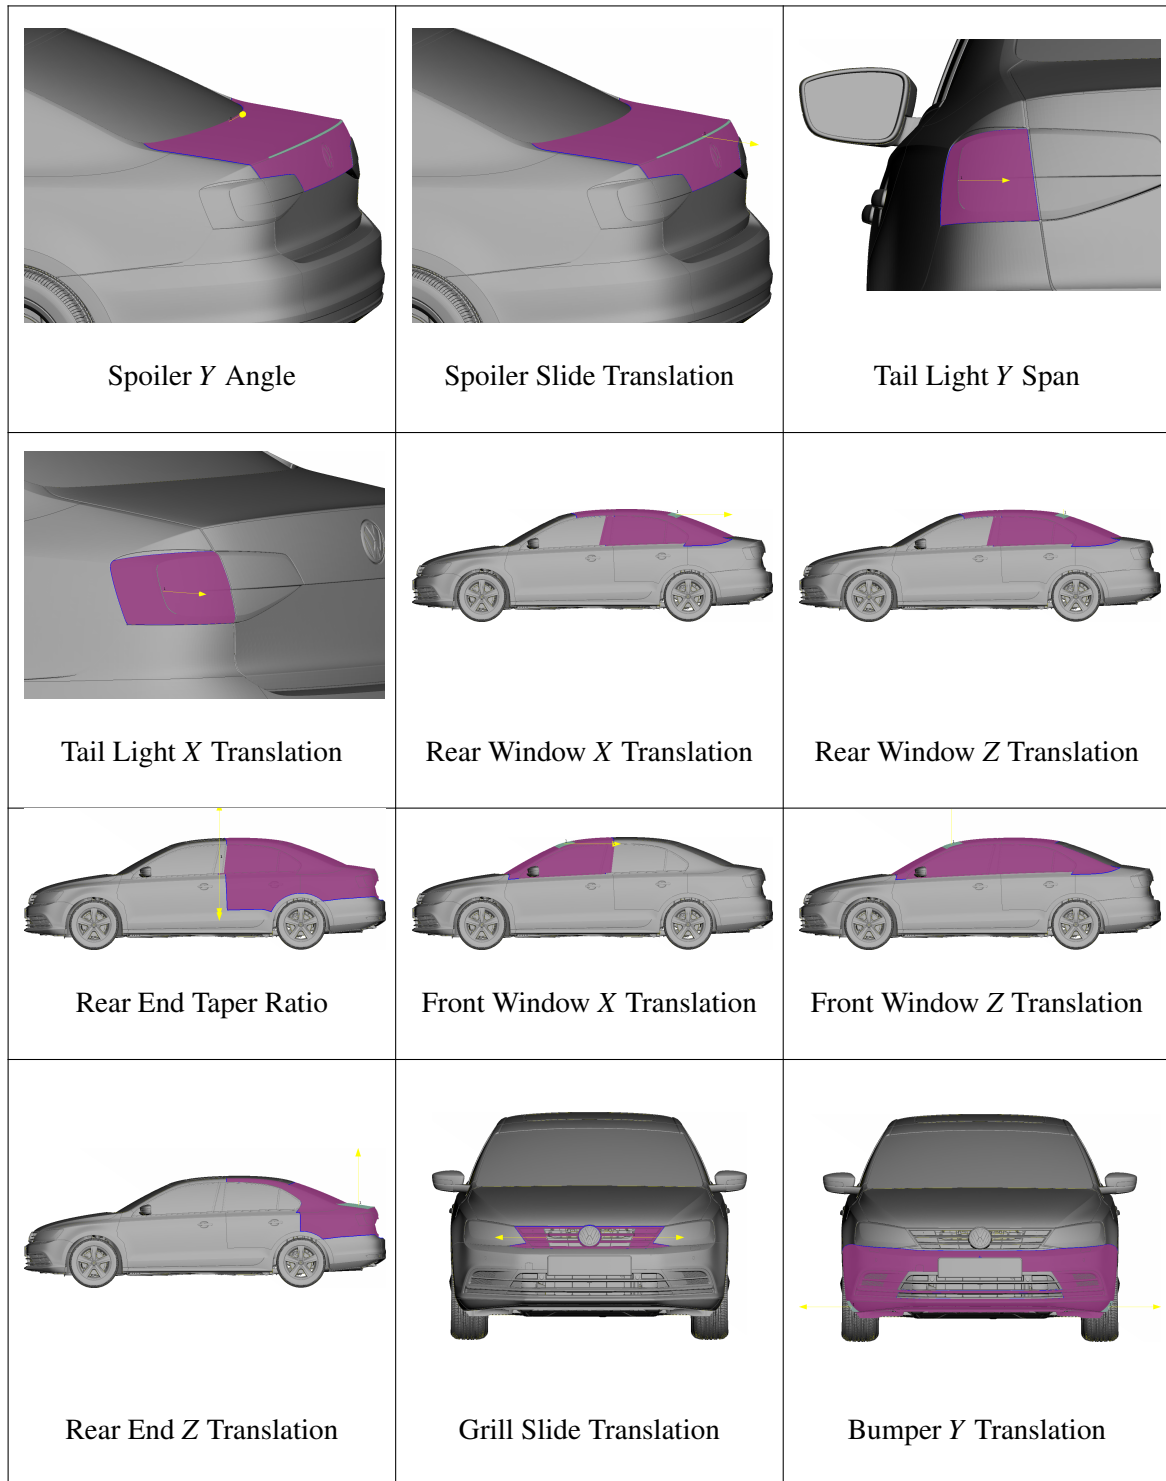 Spoiler Y Angle
Spoiler Slide Translation
Tail Light Y Span
Tail Light X Translation
Rear Window X Translation
Rear Window Z Translation
Rear End Taper Ratio
Front Window X Translation
Front Window Z Translation
Rear End Z Translation
Grill Slide Translation
Bumper Y Translation